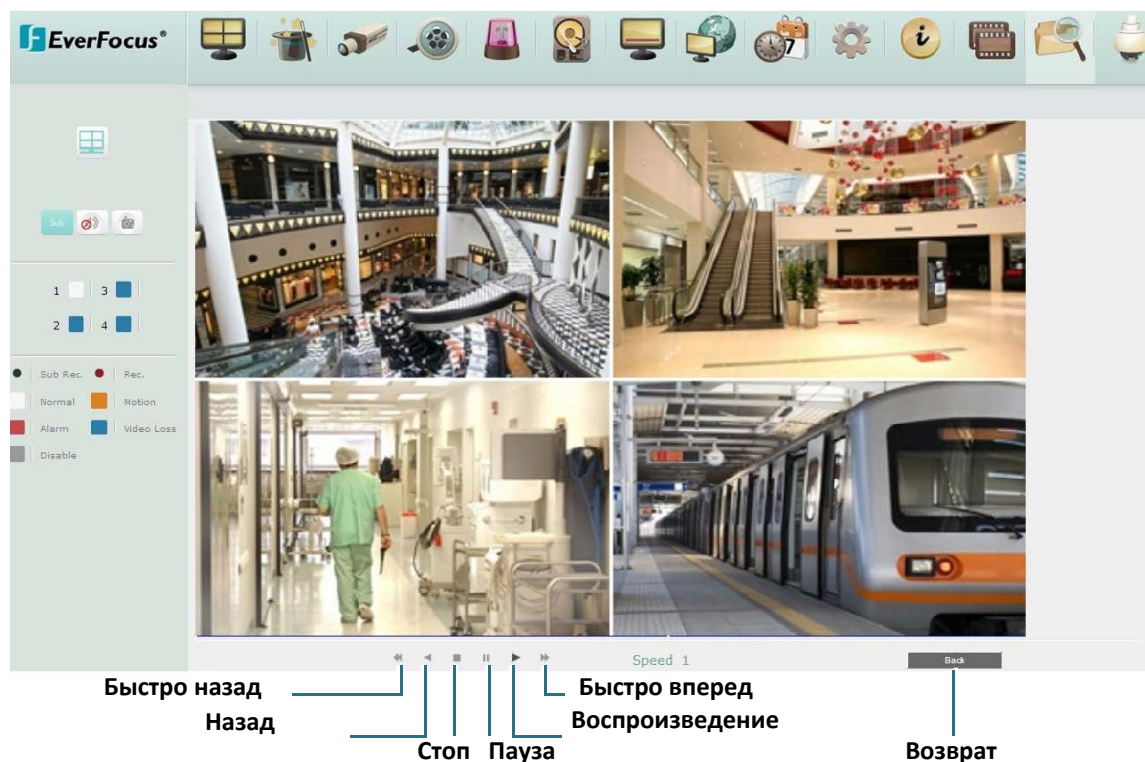 EverFocus®
7
i
Sub
1 3
2 4
Sub Rec. Rec.
Normal Motion
Alarm Video Loss
Disable
Speed 1
Back
Быстро назад
Быстро вперед
Назад
Воспроизведение
Стоп
Пауза
Возврат